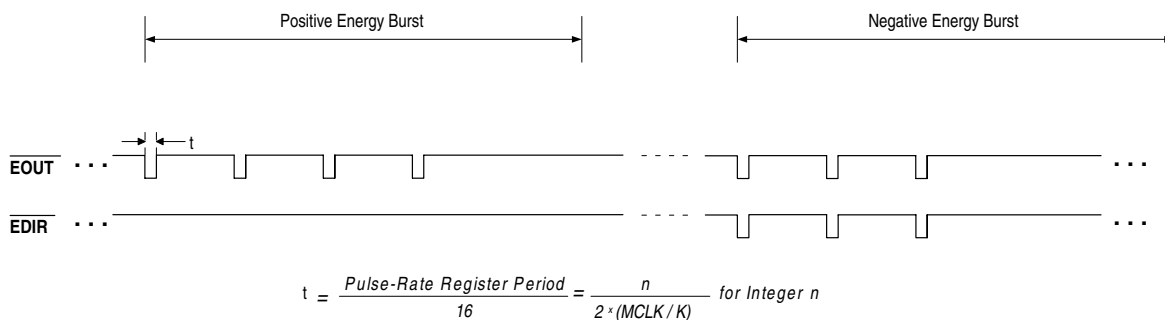 Positive Energy Burst
Negative Energy Burst
t
EOUT ...
- - - -
...
EDIR ...
- - - -
...
t = Pulse-Rate Register Period / 16 = n / 2 x (MCLK / K) for Integer n